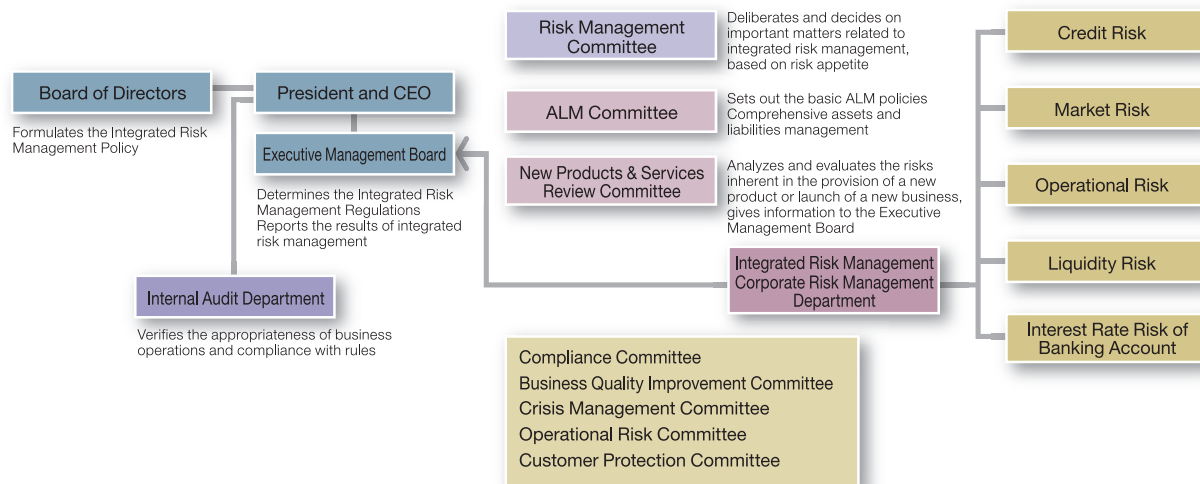 Board of Directors
Formulates the Integrated Risk
Management Policy
President and CEO
Executive Management Board
Determines the Integrated Risk
Management Regulations
Reports the results of integrated
risk management
Internal Audit Department
Verifies the appropriateness of business
operations and compliance with rules
Risk Management
Committee
Deliberates and decides on
important matters related to
integrated risk management,
based on risk appetite
ALM Committee
Sets out the basic ALM policies
Comprehensive assets and
liabilities management
New Products & Services
Review Committee
Analyzes and evaluates the risks
inherent in the provision of a new
product or launch of a new business,
gives information to the Executive
Management Board
Integrated Risk Management
Corporate Risk Management
Department
Compliance Committee
Business Quality Improvement Committee
Crisis Management Committee
Operational Risk Committee
Customer Protection Committee
Credit Risk
Market Risk
Operational Risk
Liquidity Risk
Interest Rate Risk of
Banking Account